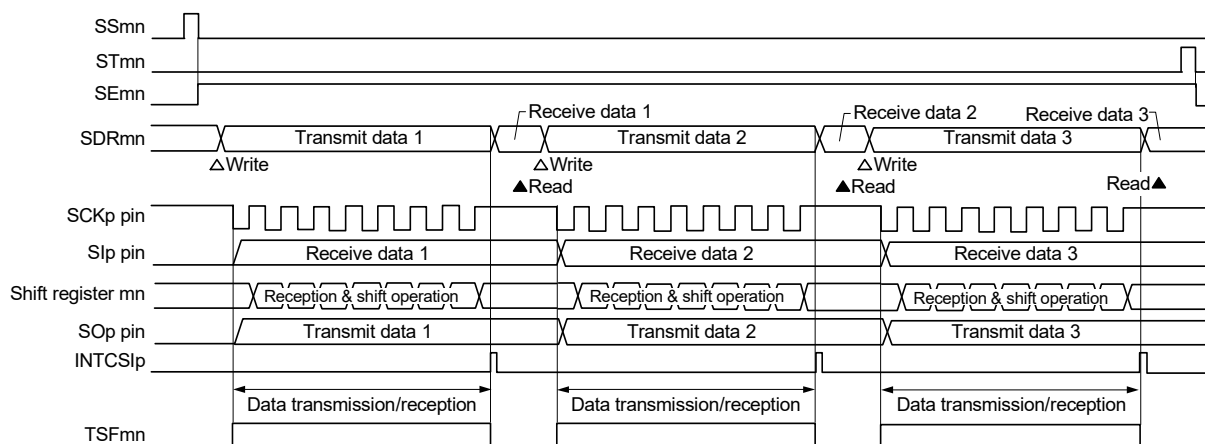 SSmn
STmn
SEmn
Receive data 1 Receive data 2 Receive data 3
SDRmn Transmit data 1 Transmit data 2 Transmit data 3
△Write △Write △Write
▲Read ▲Read Read▲
SCKp pin
SIp pin Receive data 1 Receive data 2 Receive data 3
Shift register mn Reception & shift operation Reception & shift operation Reception & shift operation
SOp pin Transmit data 1 Transmit data 2 Transmit data 3
INTCSIp
Data transmission/reception Data transmission/reception Data transmission/reception
TSFmn